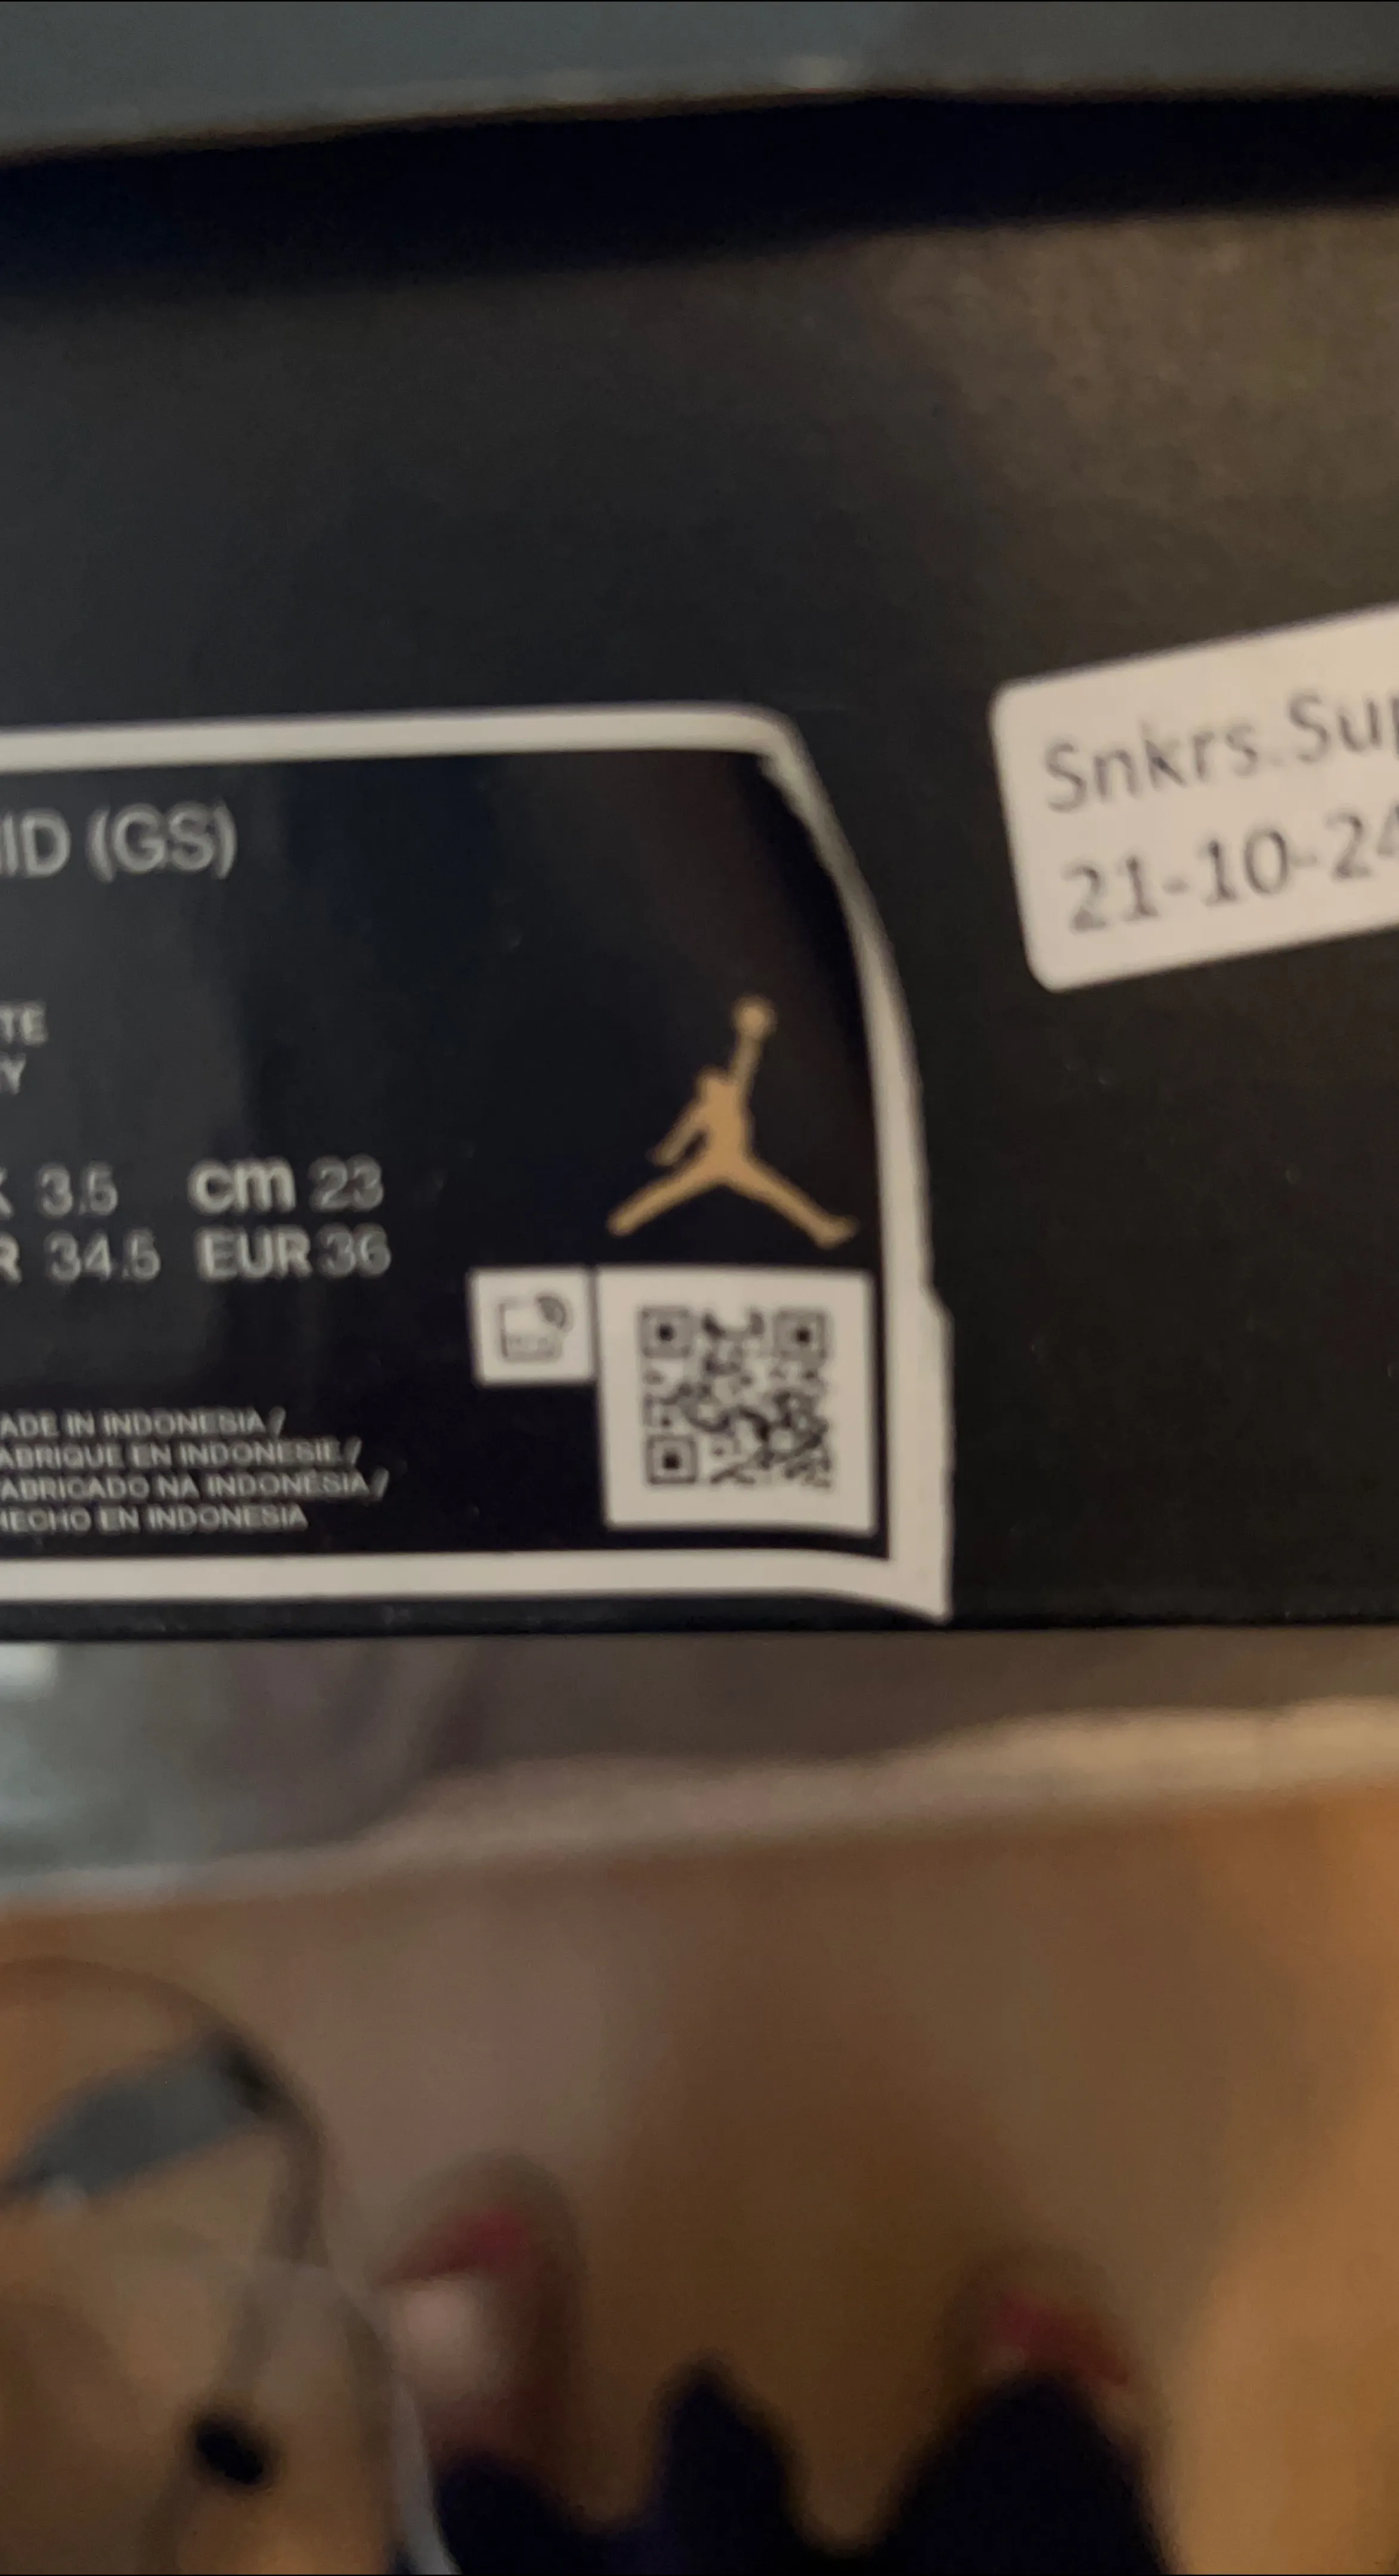 ID (GS)
TE
Y
3.5 cm 23
R 34.5 EUR 36
ADE IN INDONESIA/
ABRIQUE EN INDONESIE/
ABRICADO NA INDONÉSIA/
HECHO EN INDONESIA
Snkrs.Sup
21-10-24